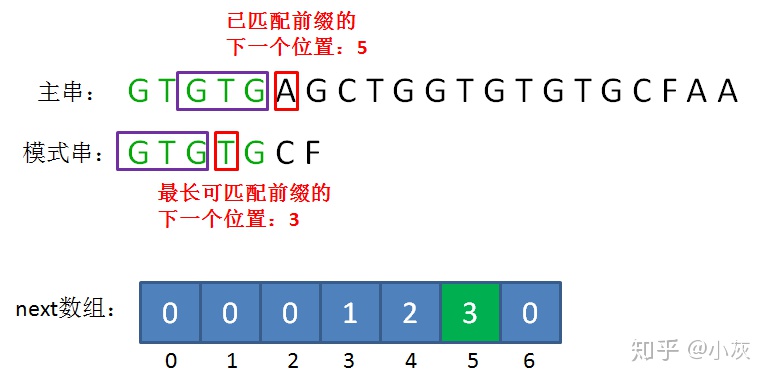 已匹配前缀的
下一个位置：5
主串： G T G T G A G C T G G T G T G T G C F A A
模式串： G T G T G C F
最长可匹配前缀的
下一个位置：3
next数组： 0 0 0 1 2 3 0
0 1 2 3 4 5 6
知乎 @小灰